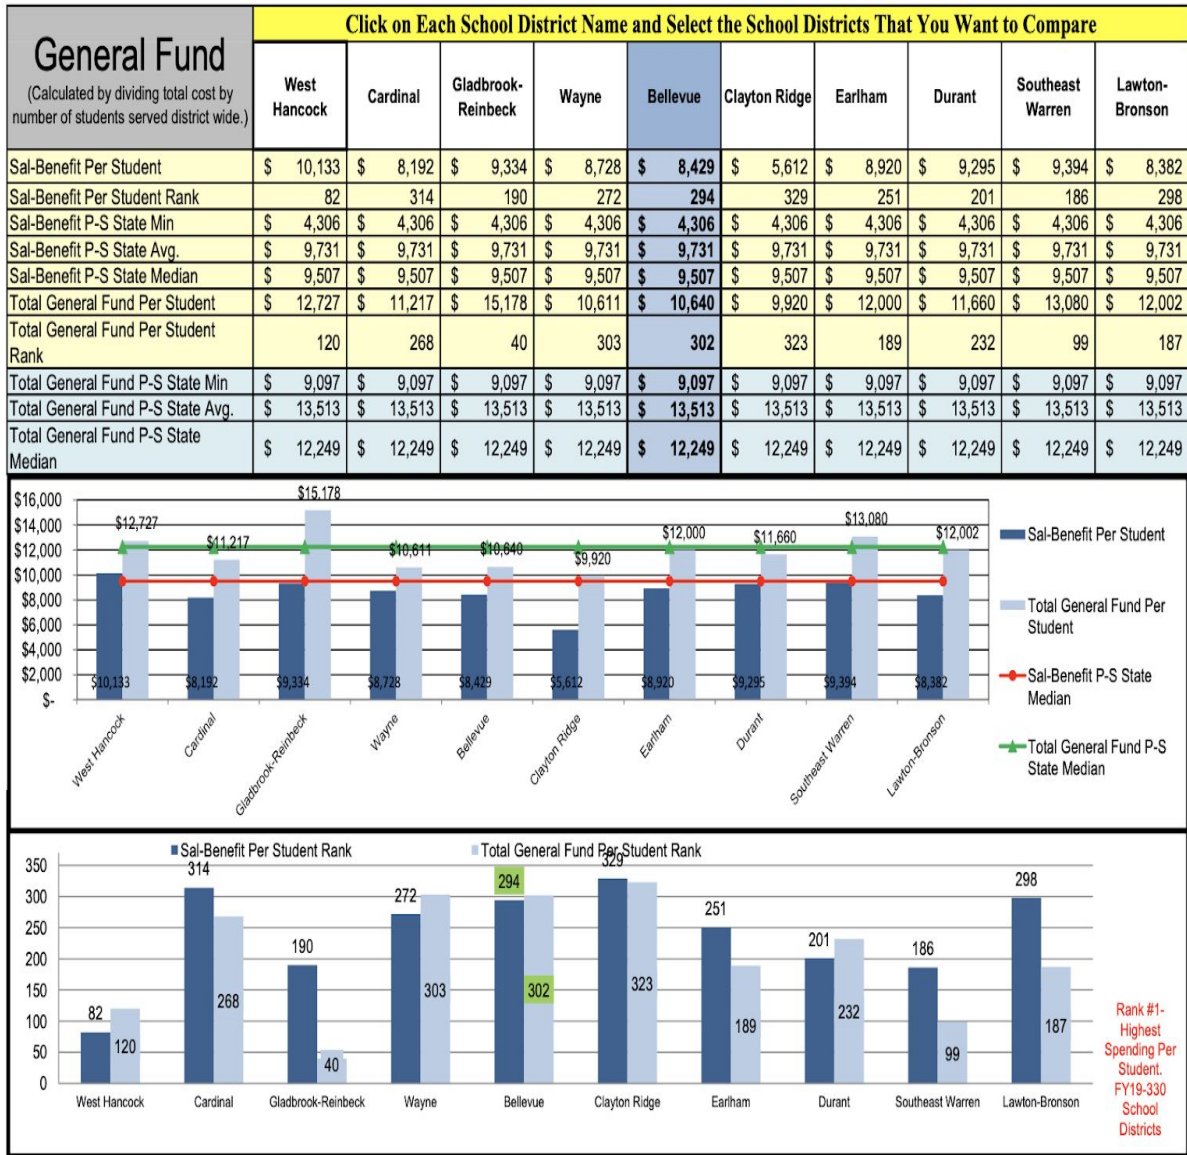 Click on Each School District Name and Select the School Districts That You Want to Compare
General Fund
(Calculated by dividing total cost by
number of students served district wide.)
West Hancock Cardinal Gladbrook-Reinbeck Wayne Bellevue Clayton Ridge Earlham Durant Southeast Warren Lawton-Bronson
Sal-Benefit Per Student $ 10,133 $ 8,192 $ 9,334 $ 8,728 $ 8,429 $ 5,612 $ 8,920 $ 9,295 $ 9,394 $ 8,382
Sal-Benefit Per Student Rank 82 314 190 272 294 329 251 201 186 298
Sal-Benefit P-S State Min $ 4,306 $ 4,306 $ 4,306 $ 4,306 $ 4,306 $ 4,306 $ 4,306 $ 4,306 $ 4,306 $ 4,306
Sal-Benefit P-S State Avg. $ 9,731 $ 9,731 $ 9,731 $ 9,731 $ 9,731 $ 9,731 $ 9,731 $ 9,731 $ 9,731 $ 9,731
Sal-Benefit P-S State Median $ 9,507 $ 9,507 $ 9,507 $ 9,507 $ 9,507 $ 9,507 $ 9,507 $ 9,507 $ 9,507 $ 9,507
Total General Fund Per Student $ 12,727 $ 11,217 $ 15,178 $ 10,611 $ 10,640 $ 9,920 $ 12,000 $ 11,660 $ 13,080 $ 12,002
Total General Fund Per Student
Rank 120 268 40 303 302 323 189 232 99 187
Total General Fund P-S State Min $ 9,097 $ 9,097 $ 9,097 $ 9,097 $ 9,097 $ 9,097 $ 9,097 $ 9,097 $ 9,097 $ 9,097
Total General Fund P-S State Avg. $ 13,513 $ 13,513 $ 13,513 $ 13,513 $ 13,513 $ 13,513 $ 13,513 $ 13,513 $ 13,513 $ 13,513
Total General Fund P-S State
Median $ 12,249 $ 12,249 $ 12,249 $ 12,249 $ 12,249 $ 12,249 $ 12,249 $ 12,249 $ 12,249 $ 12,249
$16,000
$14,000
$12,000
$10,000
$8,000
$6,000
$4,000
$2,000
$-
$12,727 $11,217 $15,178 $10,611 $10,640 $9,920 $12,000 $11,660 $13,080 $12,002
$10,133 $8,192 $9,334 $8,728 $8,429 $5,612 $8,920 $9,295 $9,394 $8,382
West Hancock Cardinal Gladbrook-Reinbeck Wayne Bellevue Clayton Ridge Earlham Durant Southeast Warren Lawton-Bronson
Sal-Benefit Per Student
Total General Fund Per
Student
Sal-Benefit P-S State
Median
Total General Fund P-S
State Median
Sal-Benefit Per Student Rank Total General Fund Per Student Rank
350
300
250
200
150
100
50
0
82 314 190 272 294 329 251 201 186 298
120 268 40 303 302 323 189 232 99 187
West Hancock Cardinal Gladbrook-Reinbeck Wayne Bellevue Clayton Ridge Earlham Durant Southeast Warren Lawton-Bronson
Rank #1-
Highest
Spending Per
Student.
FY19-330
School
Districts